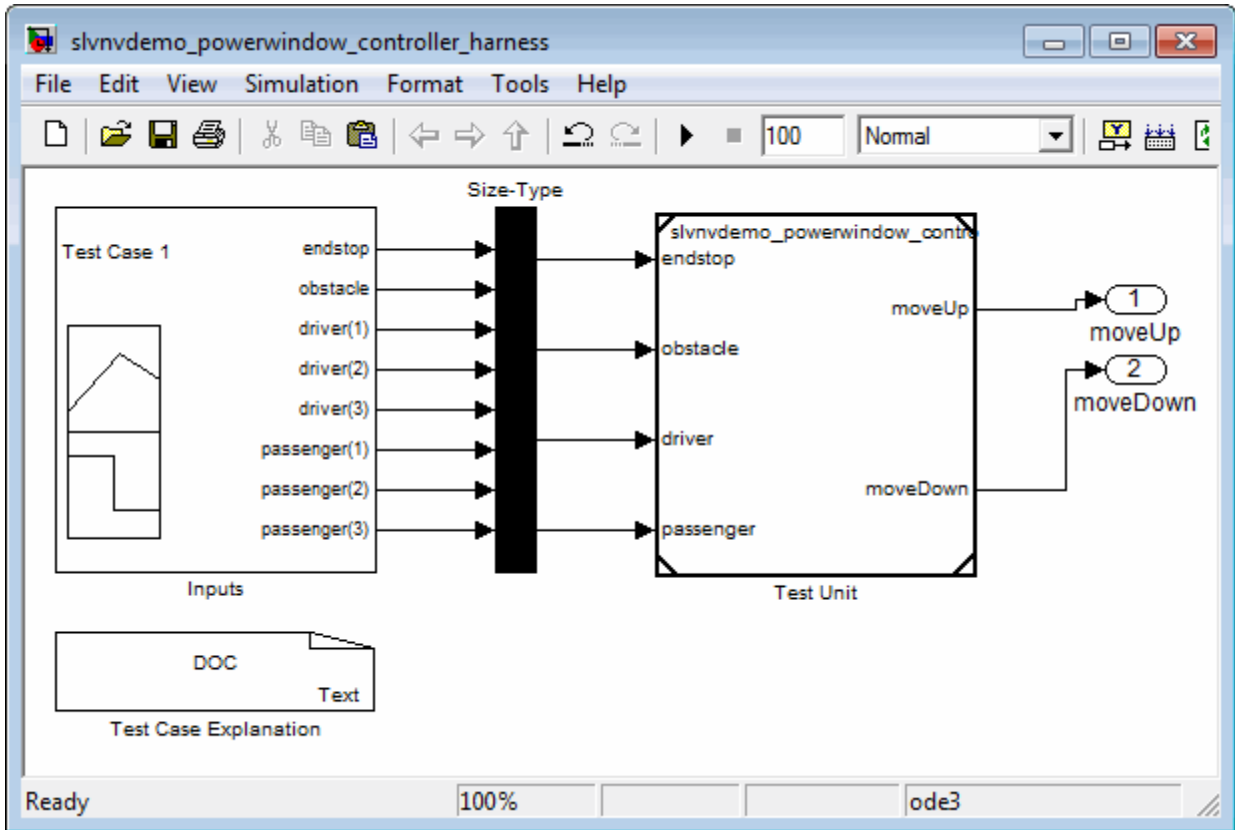 slvnvdemo_powerwindow_controller_harness
File Edit View Simulation Format Tools Help
100 Normal
Size-Type
Test Case 1
endstop
obstacle
driver(1)
driver(2)
driver(3)
passenger(1)
passenger(2)
passenger(3)
Inputs
slvnvdemo_powerwindow_contro
endstop
obstacle
driver
passenger
moveUp
moveDown
Test Unit
1
moveUp
2
moveDown
DOC
Text
Test Case Explanation
Ready 100% ode3